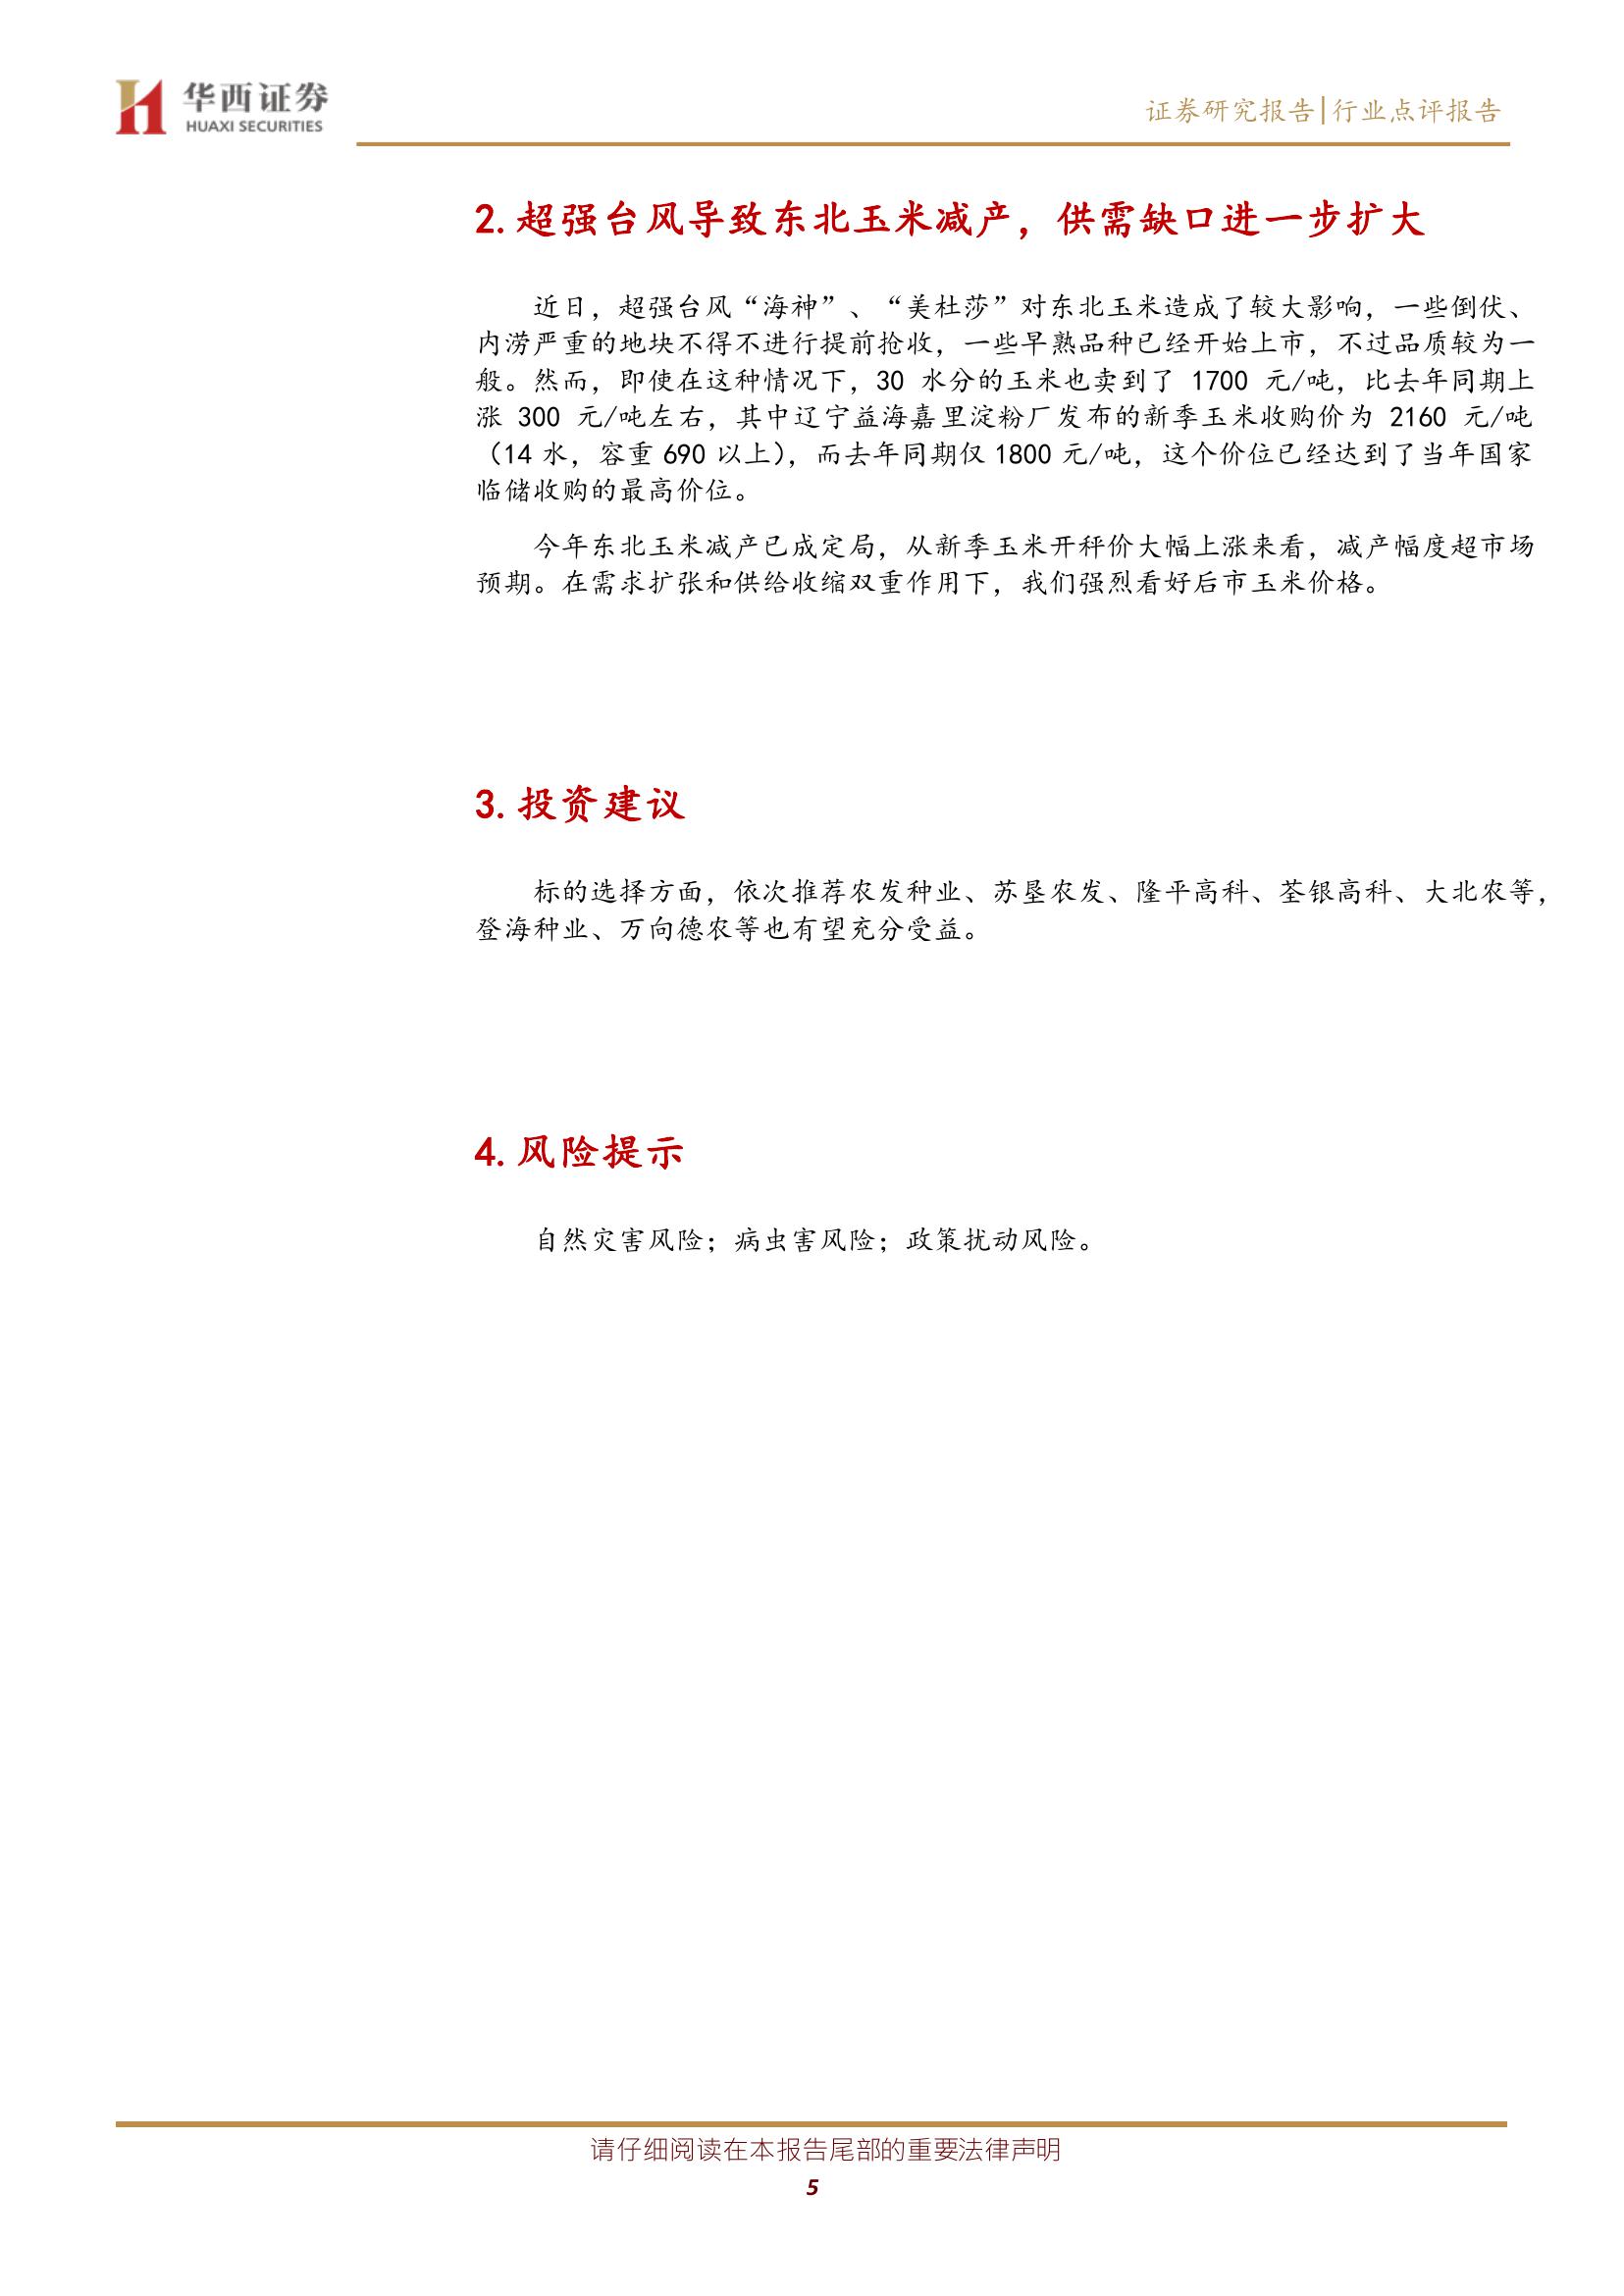 华西证券
HUAXI SECURITIES
证券研究报告|行业点评报告
2.超强台风导致东北玉米减产，供需缺口进一步扩大
近日，超强台风“海神”、“美杜莎”对东北玉米造成了较大影响，一些倒伏、
内涝严重的地块不得不进行提前抢收，一些早熟品种已经开始上市，不过品质较为一
般。然而，即使在这种情况下，30 水分的玉米也卖到了 1700 元/吨，比去年同期上
涨 300 元/吨左右，其中辽宁益海嘉里淀粉厂发布的新季玉米收购价为 2160 元/吨
（14 水，容重 690 以上），而去年同期仅 1800 元/吨，这个价位已经达到了当年国家
临储收购的最高价位。
今年东北玉米减产已成定局，从新季玉米开秤价大幅上涨来看，减产幅度超市场
预期。在需求扩张和供给收缩双重作用下，我们强烈看好后市玉米价格。
3.投资建议
标的选择方面，依次推荐农发种业、苏垦农发、隆平高科、荃银高科、大北农等，
登海种业、万向德农等也有望充分受益。
4.风险提示
自然灾害风险；病虫害风险；政策扰动风险。
请仔细阅读在本报告尾部的重要法律声明
5